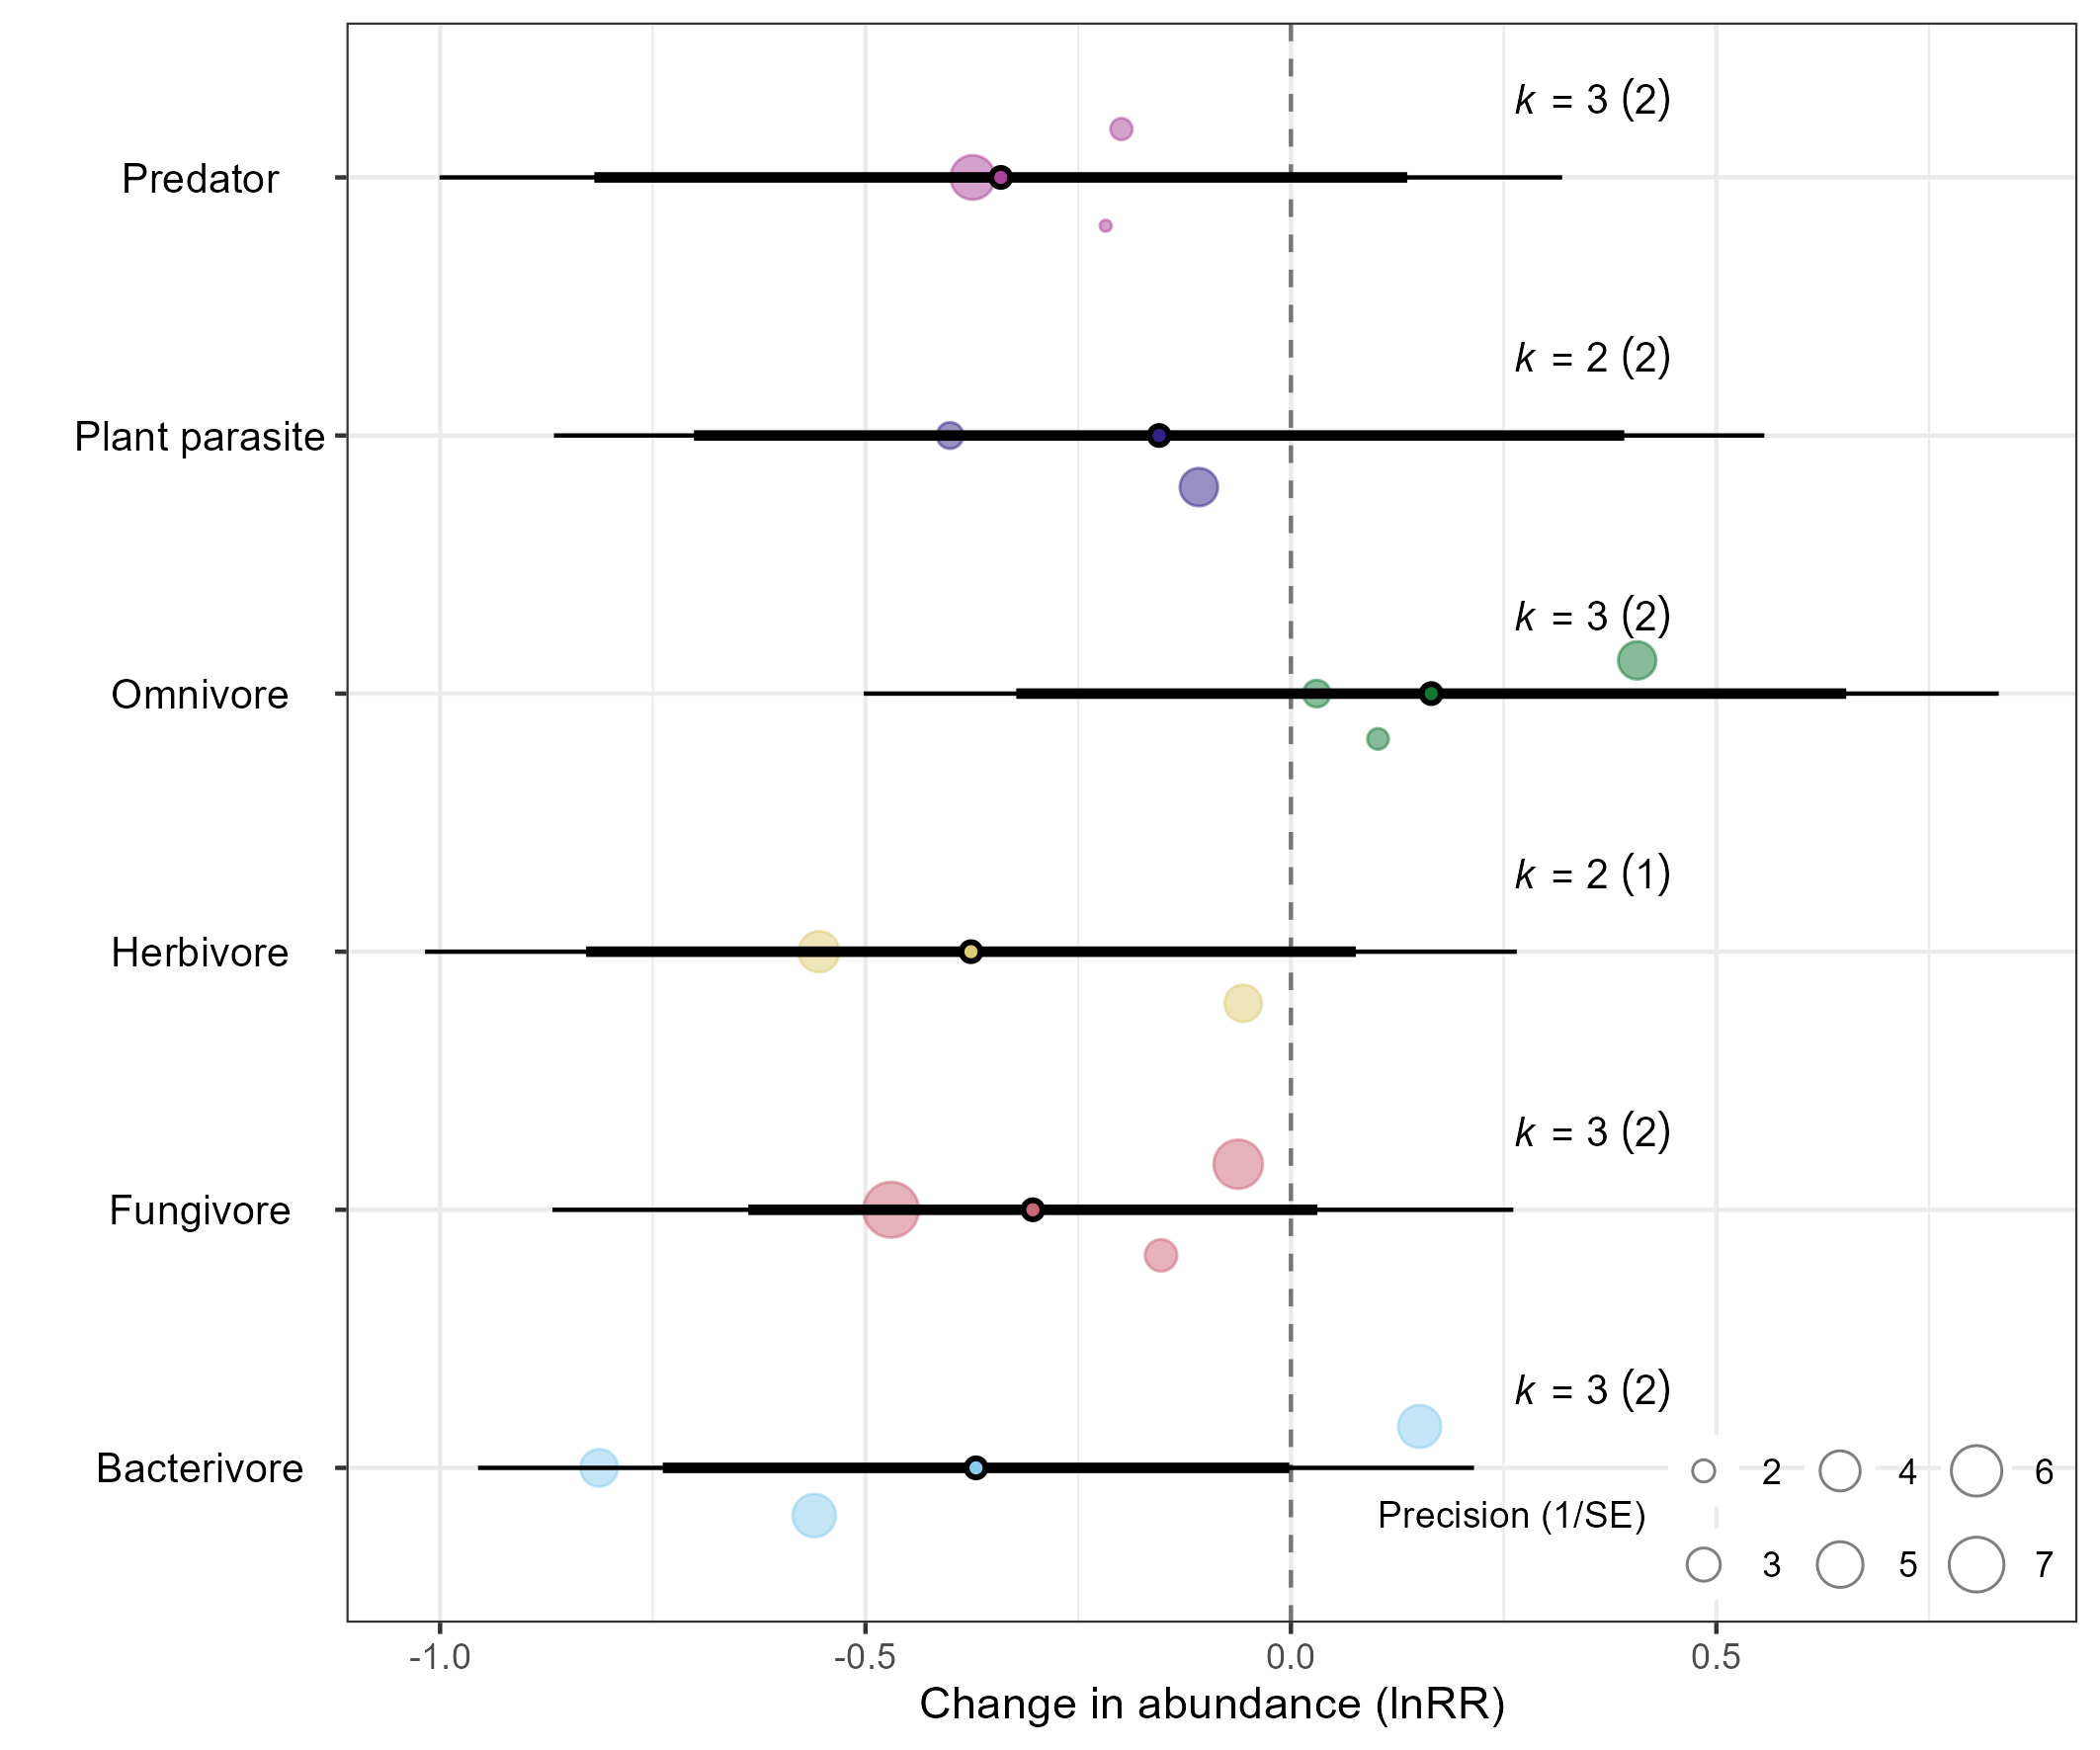 k = 3 (2)
Predator
k = 2 (2)
Plant parasite
k = 3 (2)
Omnivore
k = 2 (1)
Herbivore
k = 3 (2)
Fungivore
k = 3 (2)
Bacterivore
2 4 6
Precision (1/SE)
3 5 7
-1.0 -0.5 0.0 0.5
Change in abundance (lnRR)